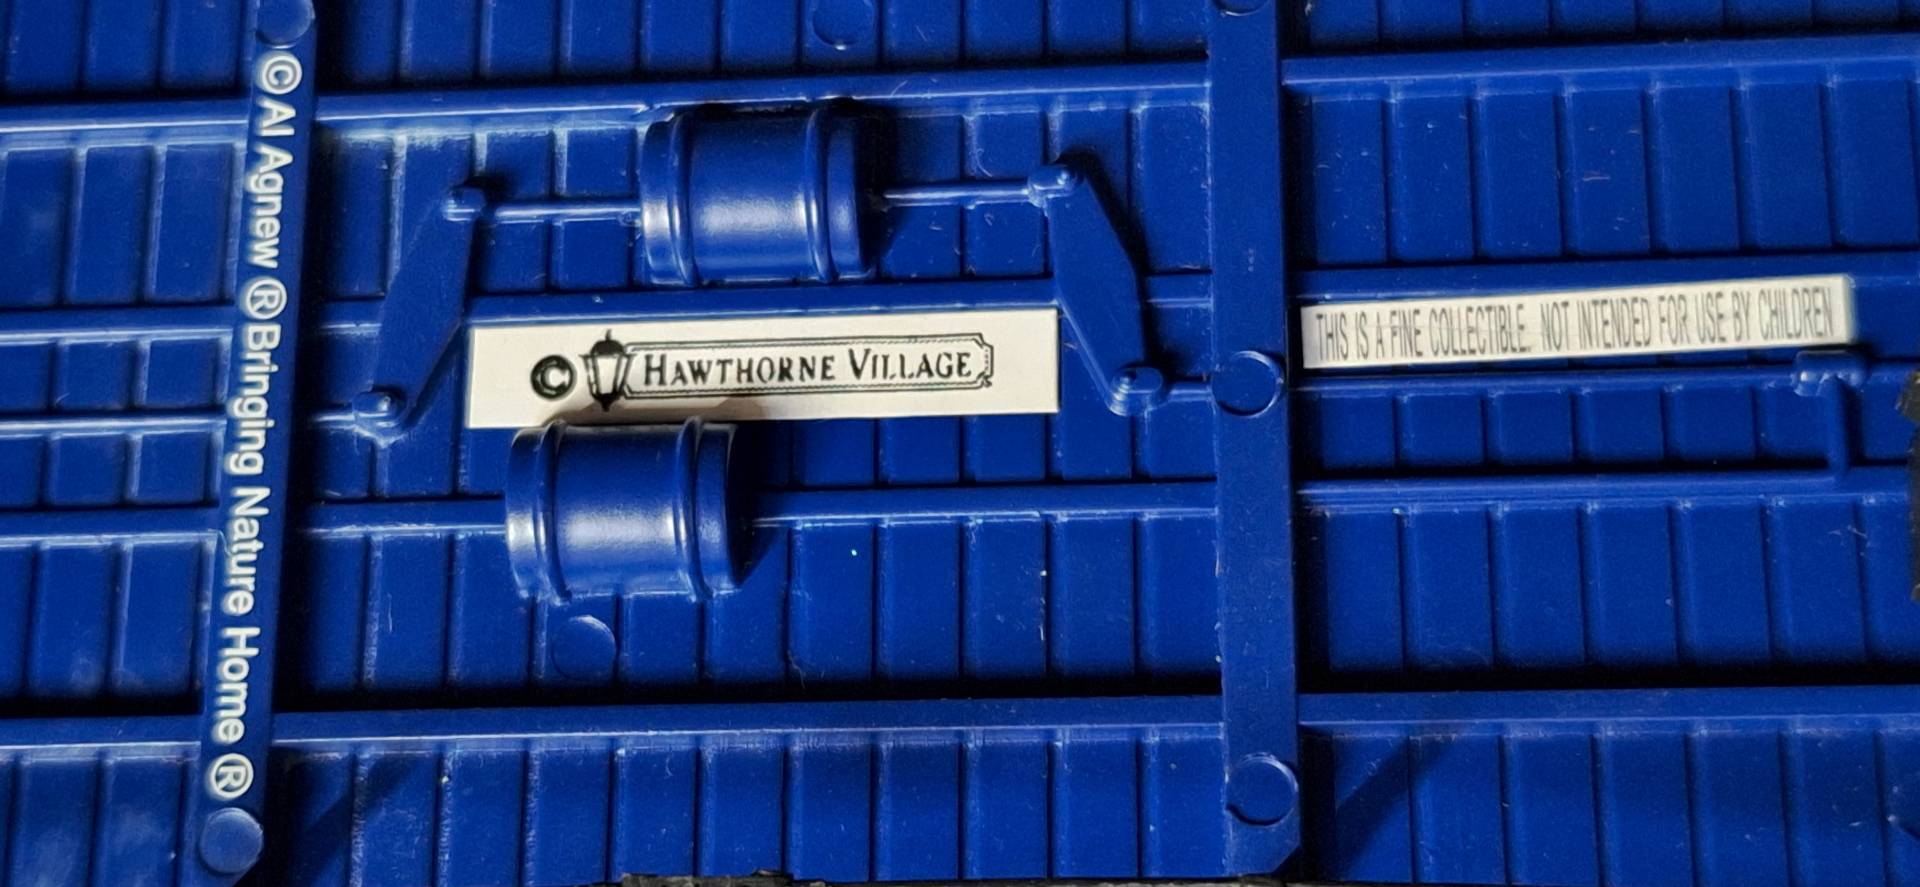 © Al Agnew ® Bringing Nature Home ®
© HAWTHORNE VILLAGE
THIS IS A FINE COLLECTIBLE. NOT INTENDED FOR USE BY CHILDREN